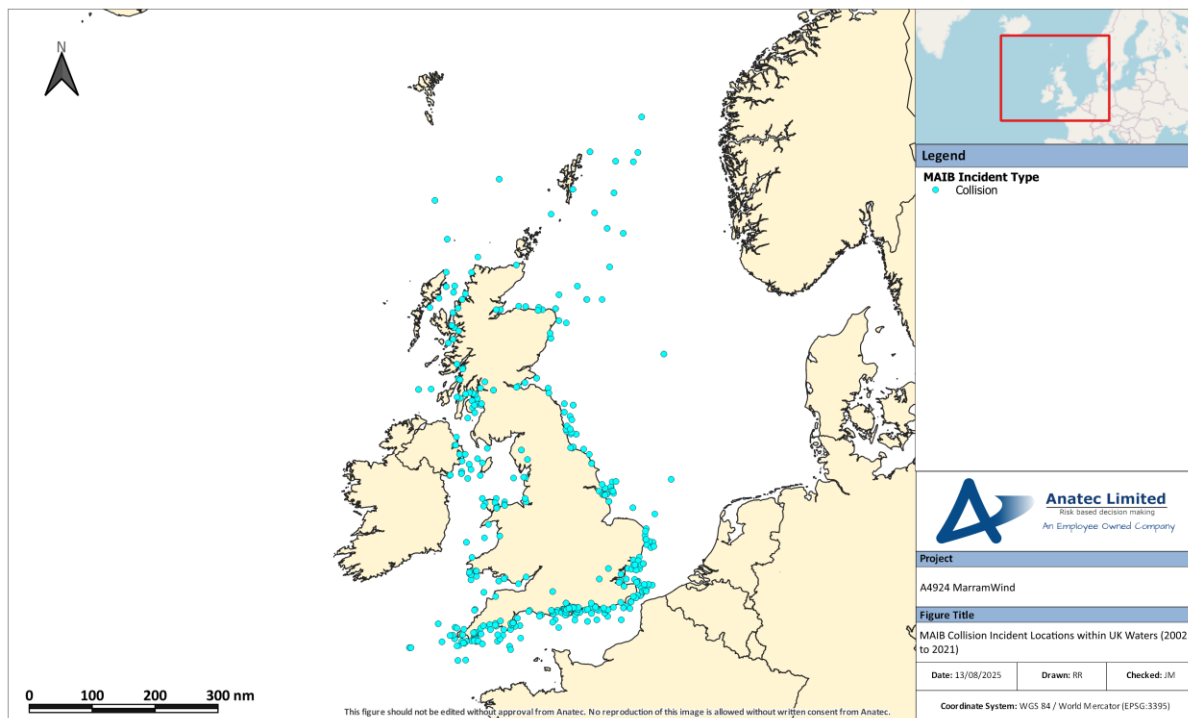 N
0 100 200 300 nm
This figure should not be edited without approval from Anatec. No reproduction of this image is allowed without written consent from Anatec.
Legend
MAIB Incident Type
Collision
Anatec Limited
Risk based decision making
An Employee Owned Company
Project
A4924 MarramWind
Figure Title
MAIB Collision Incident Locations within UK Waters (2002
to 2021)
Date: 13/08/2025 Drawn: RR Checked: JM
Coordinate System: WGS 84 / World Mercator (EPSG:3395)